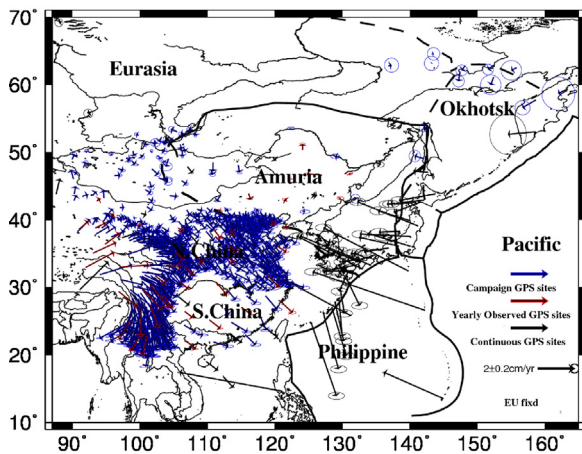 70°
60°
50°
40°
30°
20°
10°
90° 100° 110° 120° 130° 140° 150° 160°
Eurasia
Okhotsk
Amuria
N.China
S.China
Philippine
Pacific
Campaign GPS sites
Yearly Observed GPS sites
Continuous GPS sites
2±0.2cm/yr
EU fixd